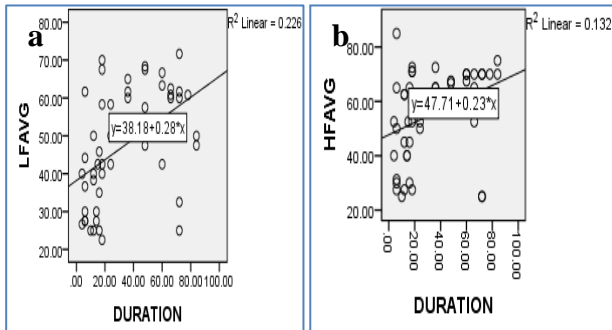 a
R² Linear = 0.226
80.00
70.00
60.00
50.00
40.00
30.00
20.00
LFAVG
y=38.18+0.28*x
.00
20.00
40.00
60.00
80.00
100.00
DURATION
b
R² Linear = 0.132
80.00
60.00
40.00
20.00
HFAVG
y=47.71+0.23*x
.00
20.00
40.00
60.00
80.00
100.00
DURATION